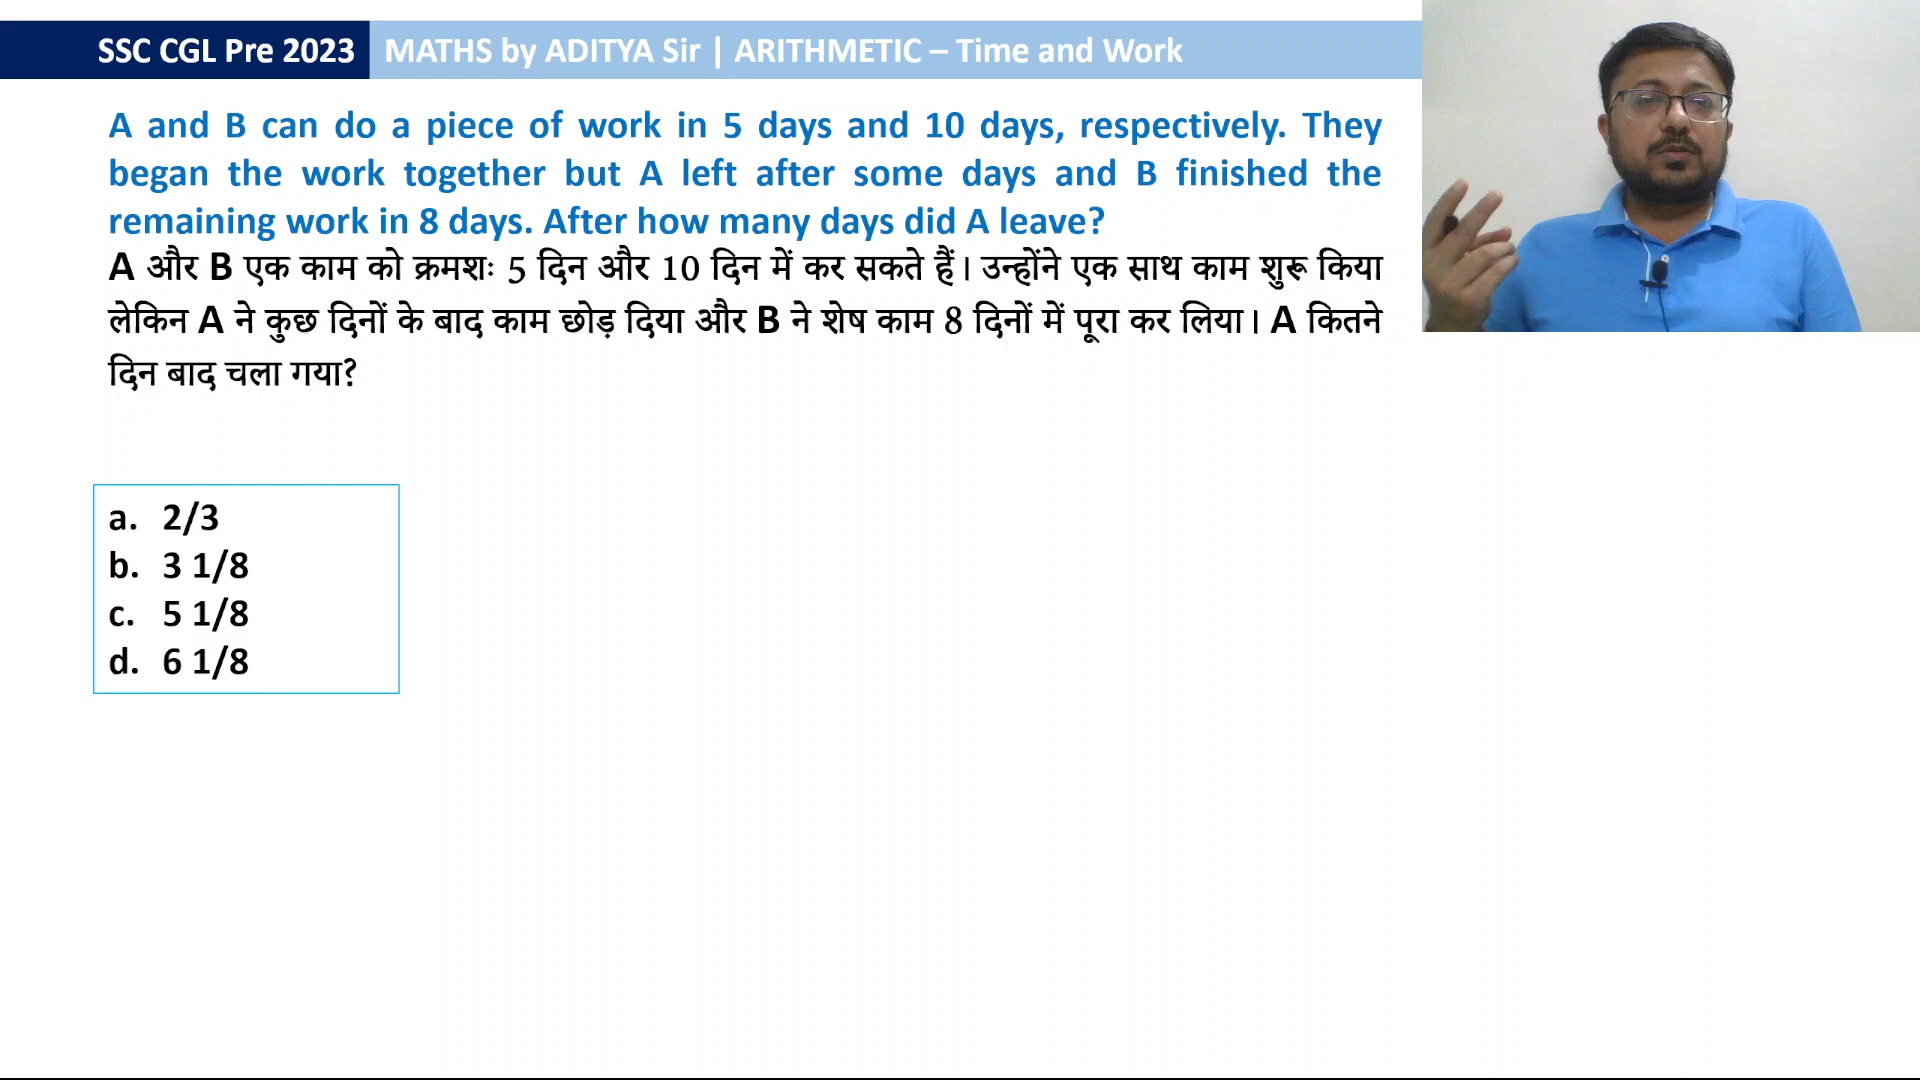 SSC CGL Pre 2023 MATHS by ADITYA Sir | ARITHMETIC – Time and Work
A and B can do a piece of work in 5 days and 10 days, respectively. They
began the work together but A left after some days and B finished the
remaining work in 8 days. After how many days did A leave?
A और B एक काम को क्रमशः 5 दिन और 10 दिन में कर सकते हैं। उन्होंने एक साथ काम शुरू किया
लेकिन A ने कुछ दिनों के बाद काम छोड़ दिया और B ने शेष काम 8 दिनों में पूरा कर लिया। A कितने
दिन बाद चला गया?
a. 2/3
b. 3 1/8
c. 5 1/8
d. 6 1/8